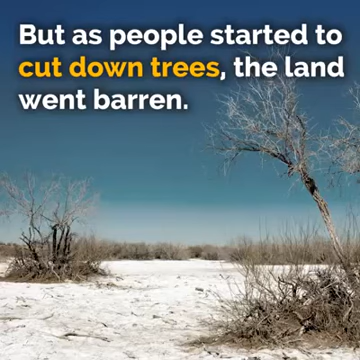 But as people started to
cut down trees, the land
went barren.